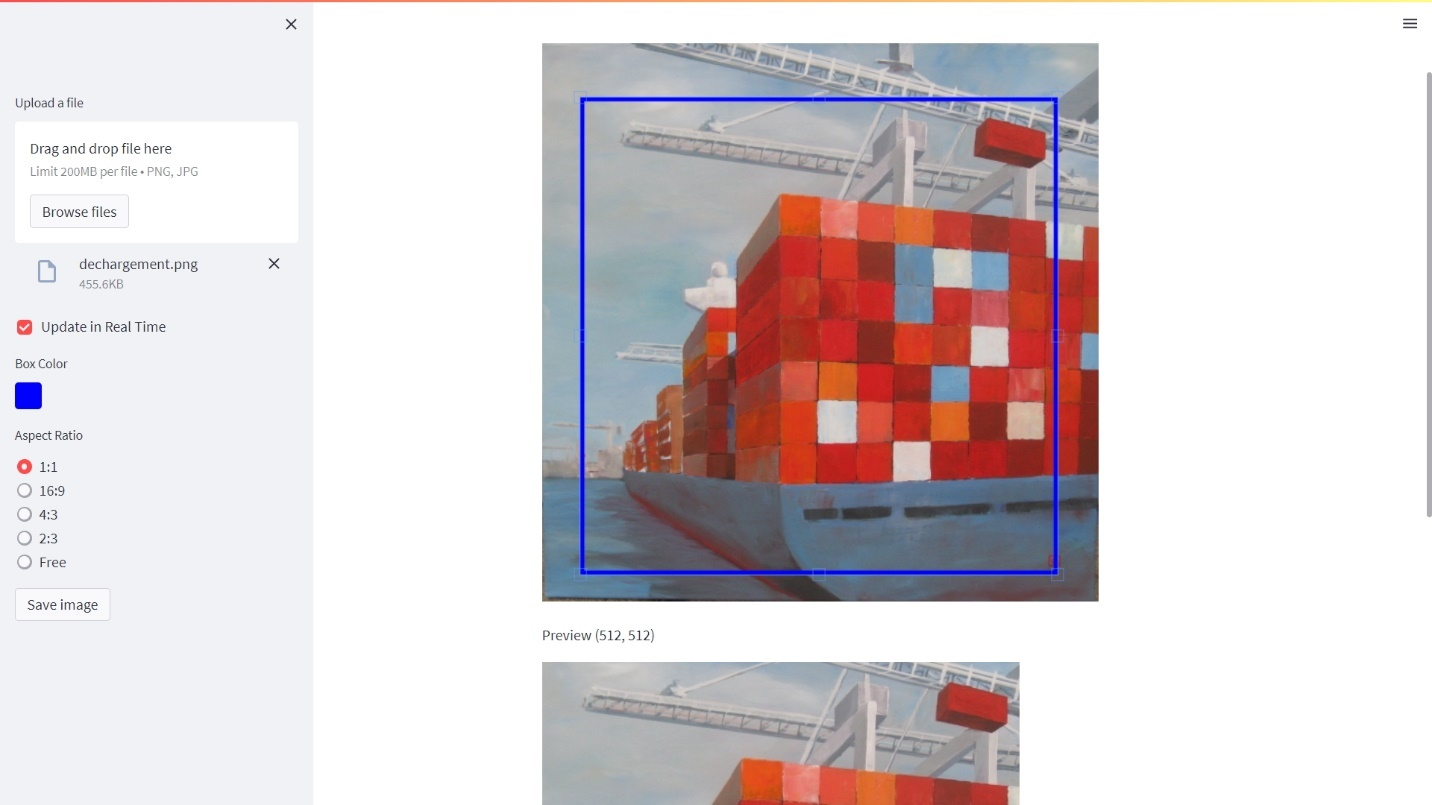 Upload a file
Drag and drop file here
Limit 200MB per file • PNG, JPG
Browse files
dechargement.png
455.6KB
Update in Real Time
Box Color
Aspect Ratio
1:1
16:9
4:3
2:3
Free
Save image
Preview (512, 512)